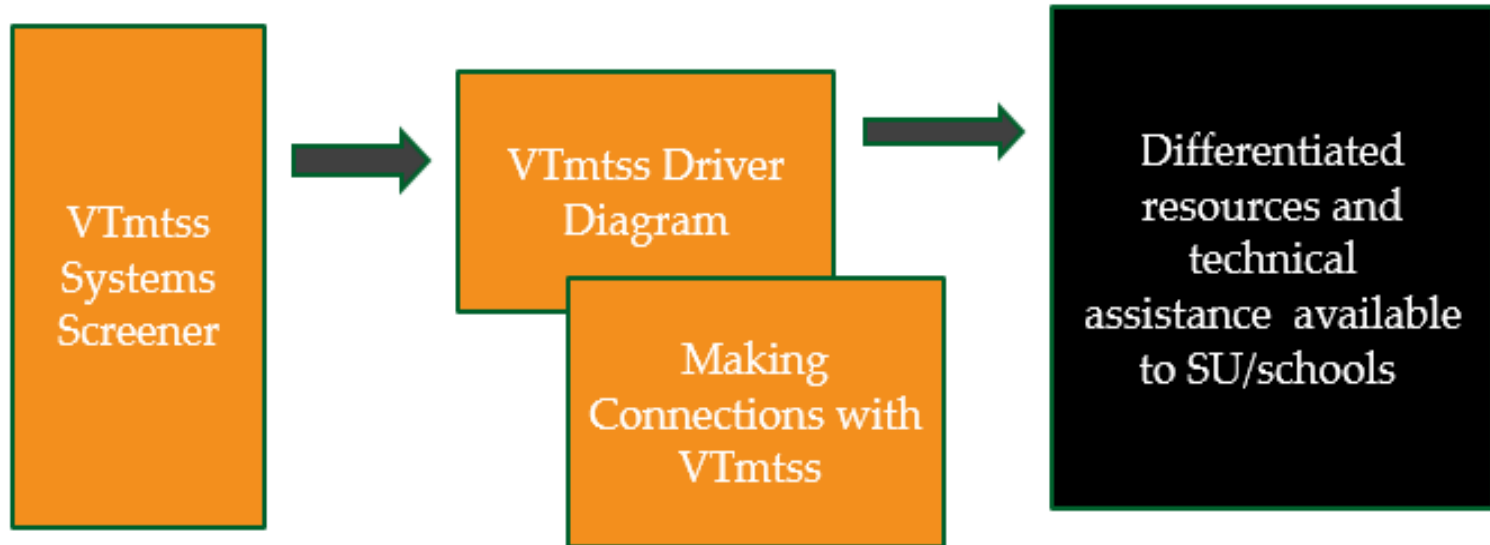 VTmtss
Systems
Screener
VTmtss Driver
Diagram
Making
Connections with
VTmtss
Differentiated
resources and
technical
assistance available
to SU/schools